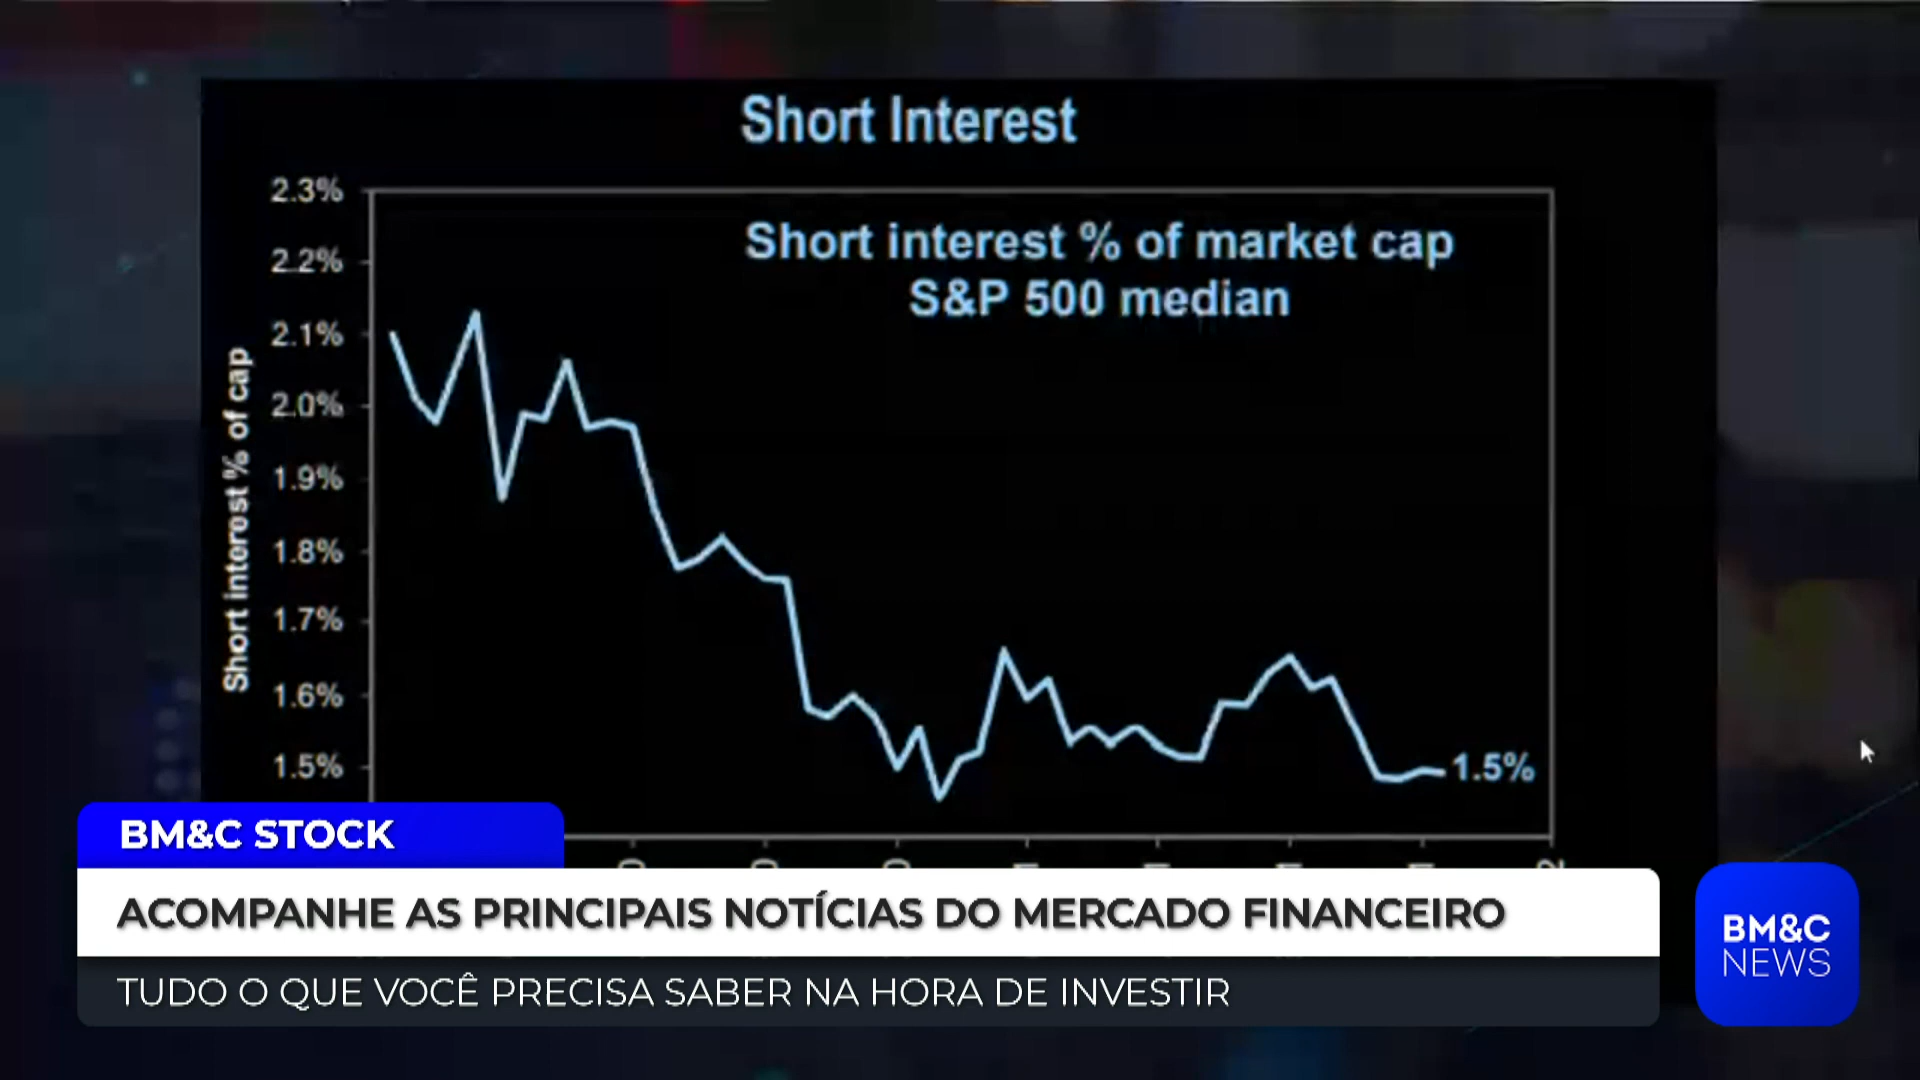 Short Interest
Short interest % of market cap
S&P 500 median
Short interest % of cap
2.3%
2.2%
2.1%
2.0%
1.9%
1.8%
1.7%
1.6%
1.5%
1.5%
BM&C STOCK
ACOMPANHE AS PRINCIPAIS NOTÍCIAS DO MERCADO FINANCEIRO
TUDO O QUE VOCÊ PRECISA SABER NA HORA DE INVESTIR
BM&C
NEWS